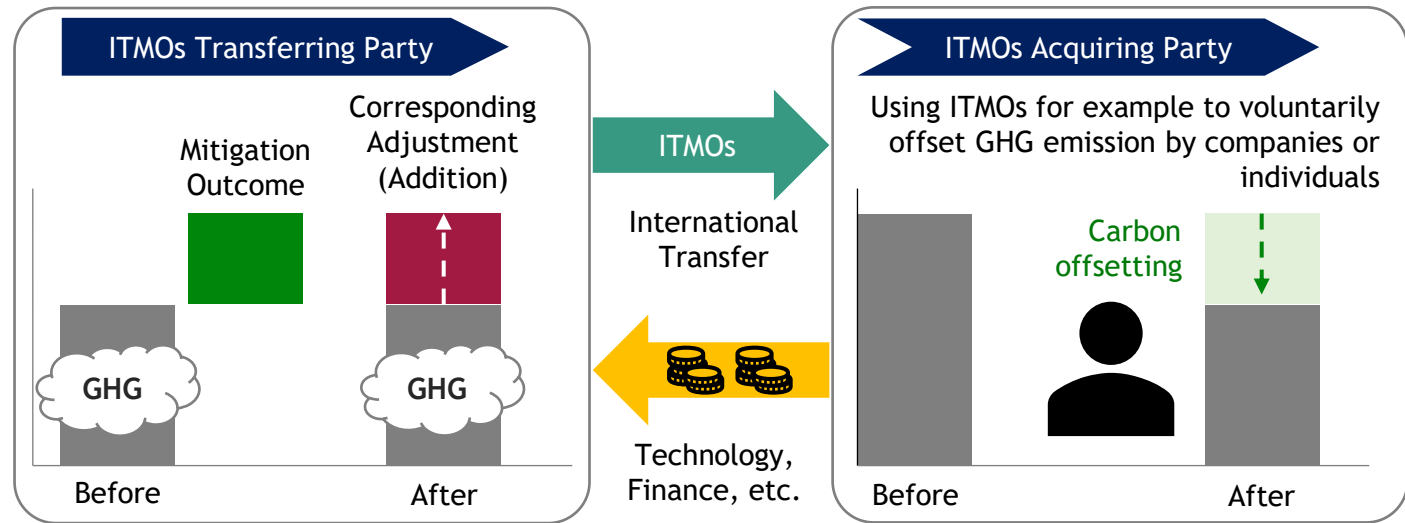 ITMOs Transferring Party
Mitigation
Outcome
Corresponding
Adjustment
(Addition)
GHG
GHG
Before
After
ITMOs
International
Transfer
Technology,
Finance, etc.
ITMOs Acquiring Party
Using ITMOs for example to voluntarily
offset GHG emission by companies or
individuals
Carbon
offsetting
Before
After